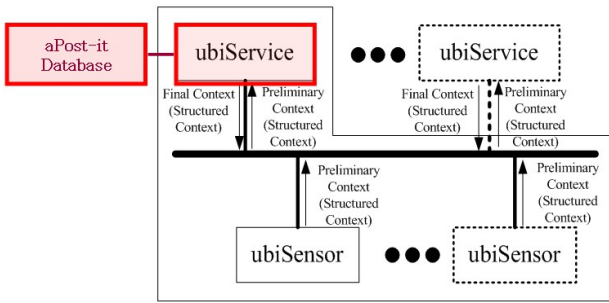 aPost-it
Database
ubiService
ubiService
Final Context
(Structured
Context)
Preliminary
Context
(Structured
Context)
Final Context
(Structured
Context)
Preliminary
Context
(Structured
Context)
Preliminary
Context
(Structured
Context)
Preliminary
Context
(Structured
Context)
ubiSensor
ubiSensor